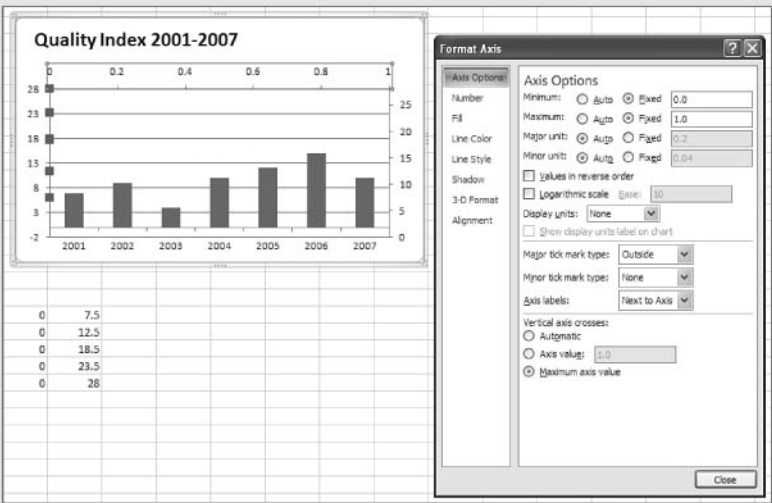 Quality Index 2001-2007
0 0.2 0.4 0.6 0.8 1
28
23
18
13
8
3
-2
25
20
15
10
5
0
2001 2002 2003 2004 2005 2006 2007
0 7.5
0 12.5
0 18.5
0 23.5
0 28
Format Axis
Axis Options
Number
Fill
Line Color
Line Style
Shadow
3-D Format
Alignment
Axis Options
Minimum: Auto Fixed 0.0
Maximum: Auto Fixed 1.0
Major unit: Auto Fixed 0.2
Minor unit: Auto Fixed 0.04
Values in reverse order
Logarithmic scale Base: 10
Display units: None
Show display units label on chart
Major tick mark type: Outside
Minor tick mark type: None
Axis labels: Next to Axis
Vertical axis crosses:
Automatic
Axis value: 1.0
Maximum axis value
Close